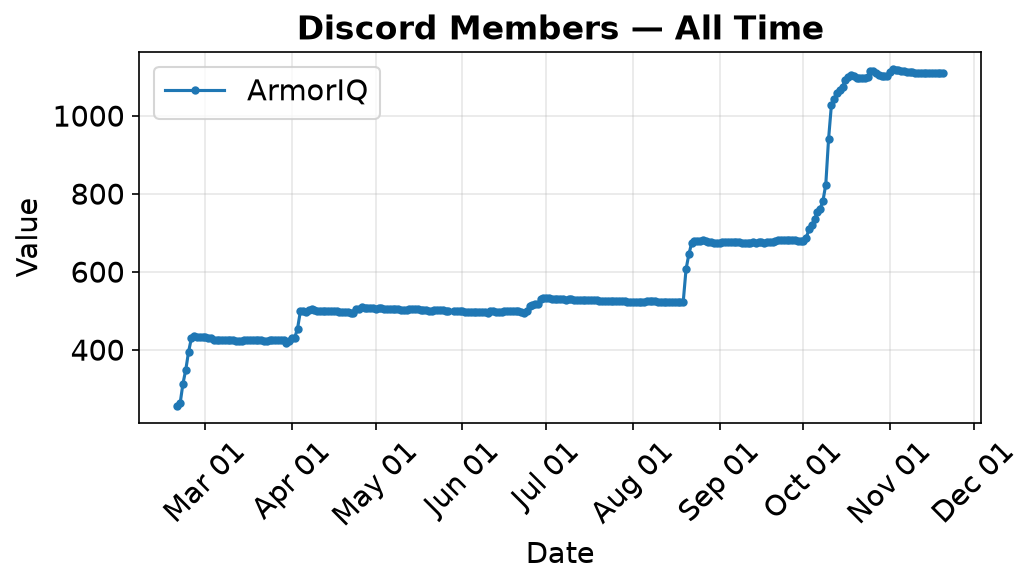 Discord Members — All Time
ArmorIQ
Value
1000
800
600
400
Mar 01
Apr 01
May 01
Jun 01
Jul 01
Aug 01
Sep 01
Oct 01
Nov 01
Dec 01
Date